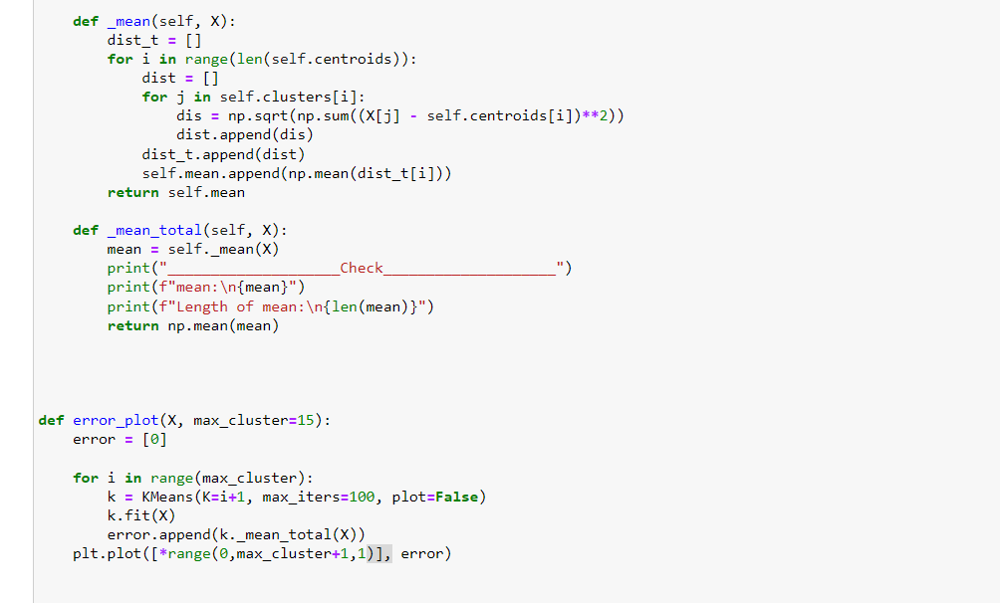 def _mean(self, X):
    dist_t = []
    for i in range(len(self.centroids)):
        dist = []
        for j in self.clusters[i]:
            dis = np.sqrt(np.sum((X[j] - self.centroids[i])**2))
            dist.append(dis)
        dist_t.append(dist)
        self.mean.append(np.mean(dist_t[i]))
    return self.mean
def _mean_total(self, X):
    mean = self._mean(X)
    print("____________________Check____________________")
    print(f"mean:\n{mean}")
    print(f"Length of mean:\n{len(mean)}")
    return np.mean(mean)
def error_plot(X, max_cluster=15):
    error = [0]
    for i in range(max_cluster):
        k = KMeans(K=i+1, max_iters=100, plot=False)
        k.fit(X)
        error.append(k._mean_total(X))
    plt.plot([*range(0,max_cluster+1,1)], error)